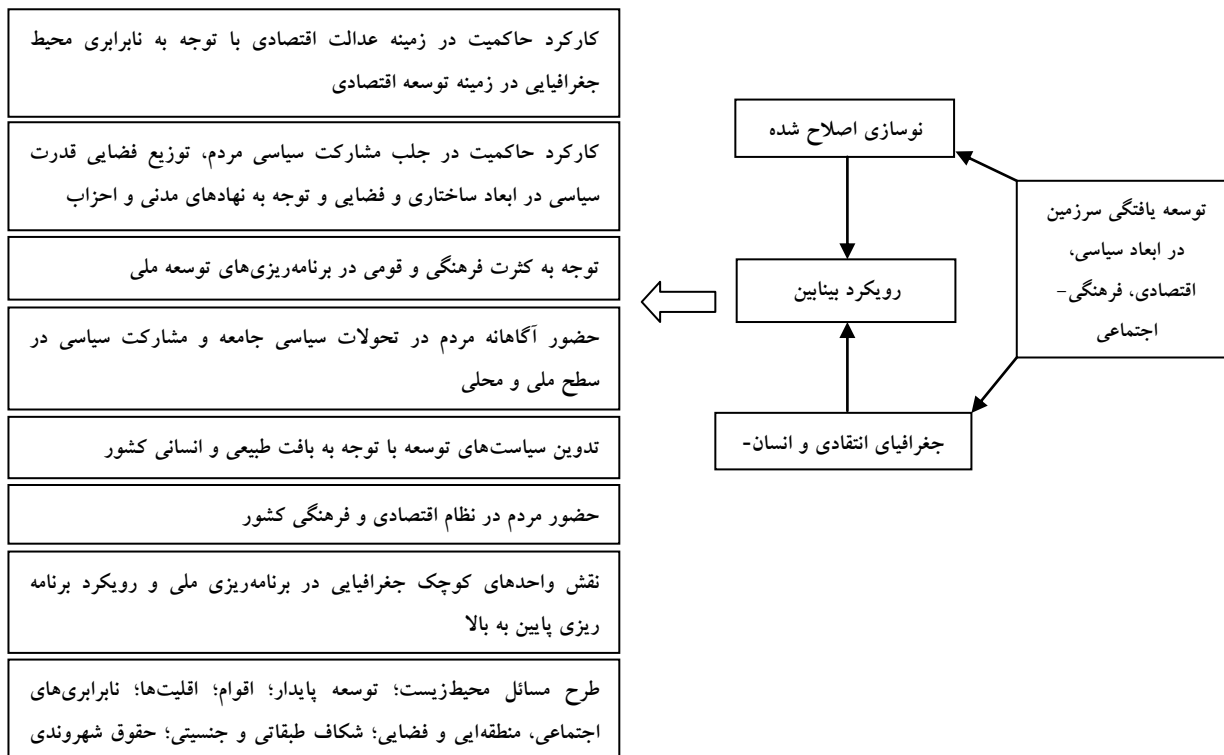 توسعه یافتگی سرزمین
در ابعاد سیاسی،
اقتصادی، فرهنگی–
اجتماعی
نوسازی اصلاح شده
رویکرد بینابین
جغرافیای انتقادی و انسان-
کارکرد حاکمیت در زمینه عدالت اقتصادی با توجه به نابرابری محیط
جغرافیایی در زمینه توسعه اقتصادی
کارکرد حاکمیت در جلب مشارکت سیاسی مردم، توزیع فضایی قدرت
سیاسی در ابعاد ساختاری و فضایی و توجه به نهادهای مدنی و احزاب
توجه به کثرت فرهنگی و قومی در برنامه‌ریزی‌های توسعه ملی
حضور آگاهانه مردم در تحولات سیاسی جامعه و مشارکت سیاسی در
سطح ملی و محلی
تدوین سیاست‌های توسعه با توجه به بافت طبیعی و انسانی کشور
حضور مردم در نظام اقتصادی و فرهنگی کشور
نقش واحدهای کوچک جغرافیایی در برنامه‌ریزی ملی و رویکرد برنامه
ریزی پایین به بالا
طرح مسائل محیط‌زیست؛ توسعه پایدار؛ اقوام؛ اقلیت‌ها؛ نابرابری‌های
اجتماعی، منطقه‌ایی و فضایی؛ شکاف طبقاتی و جنسیتی؛ حقوق شهروندی